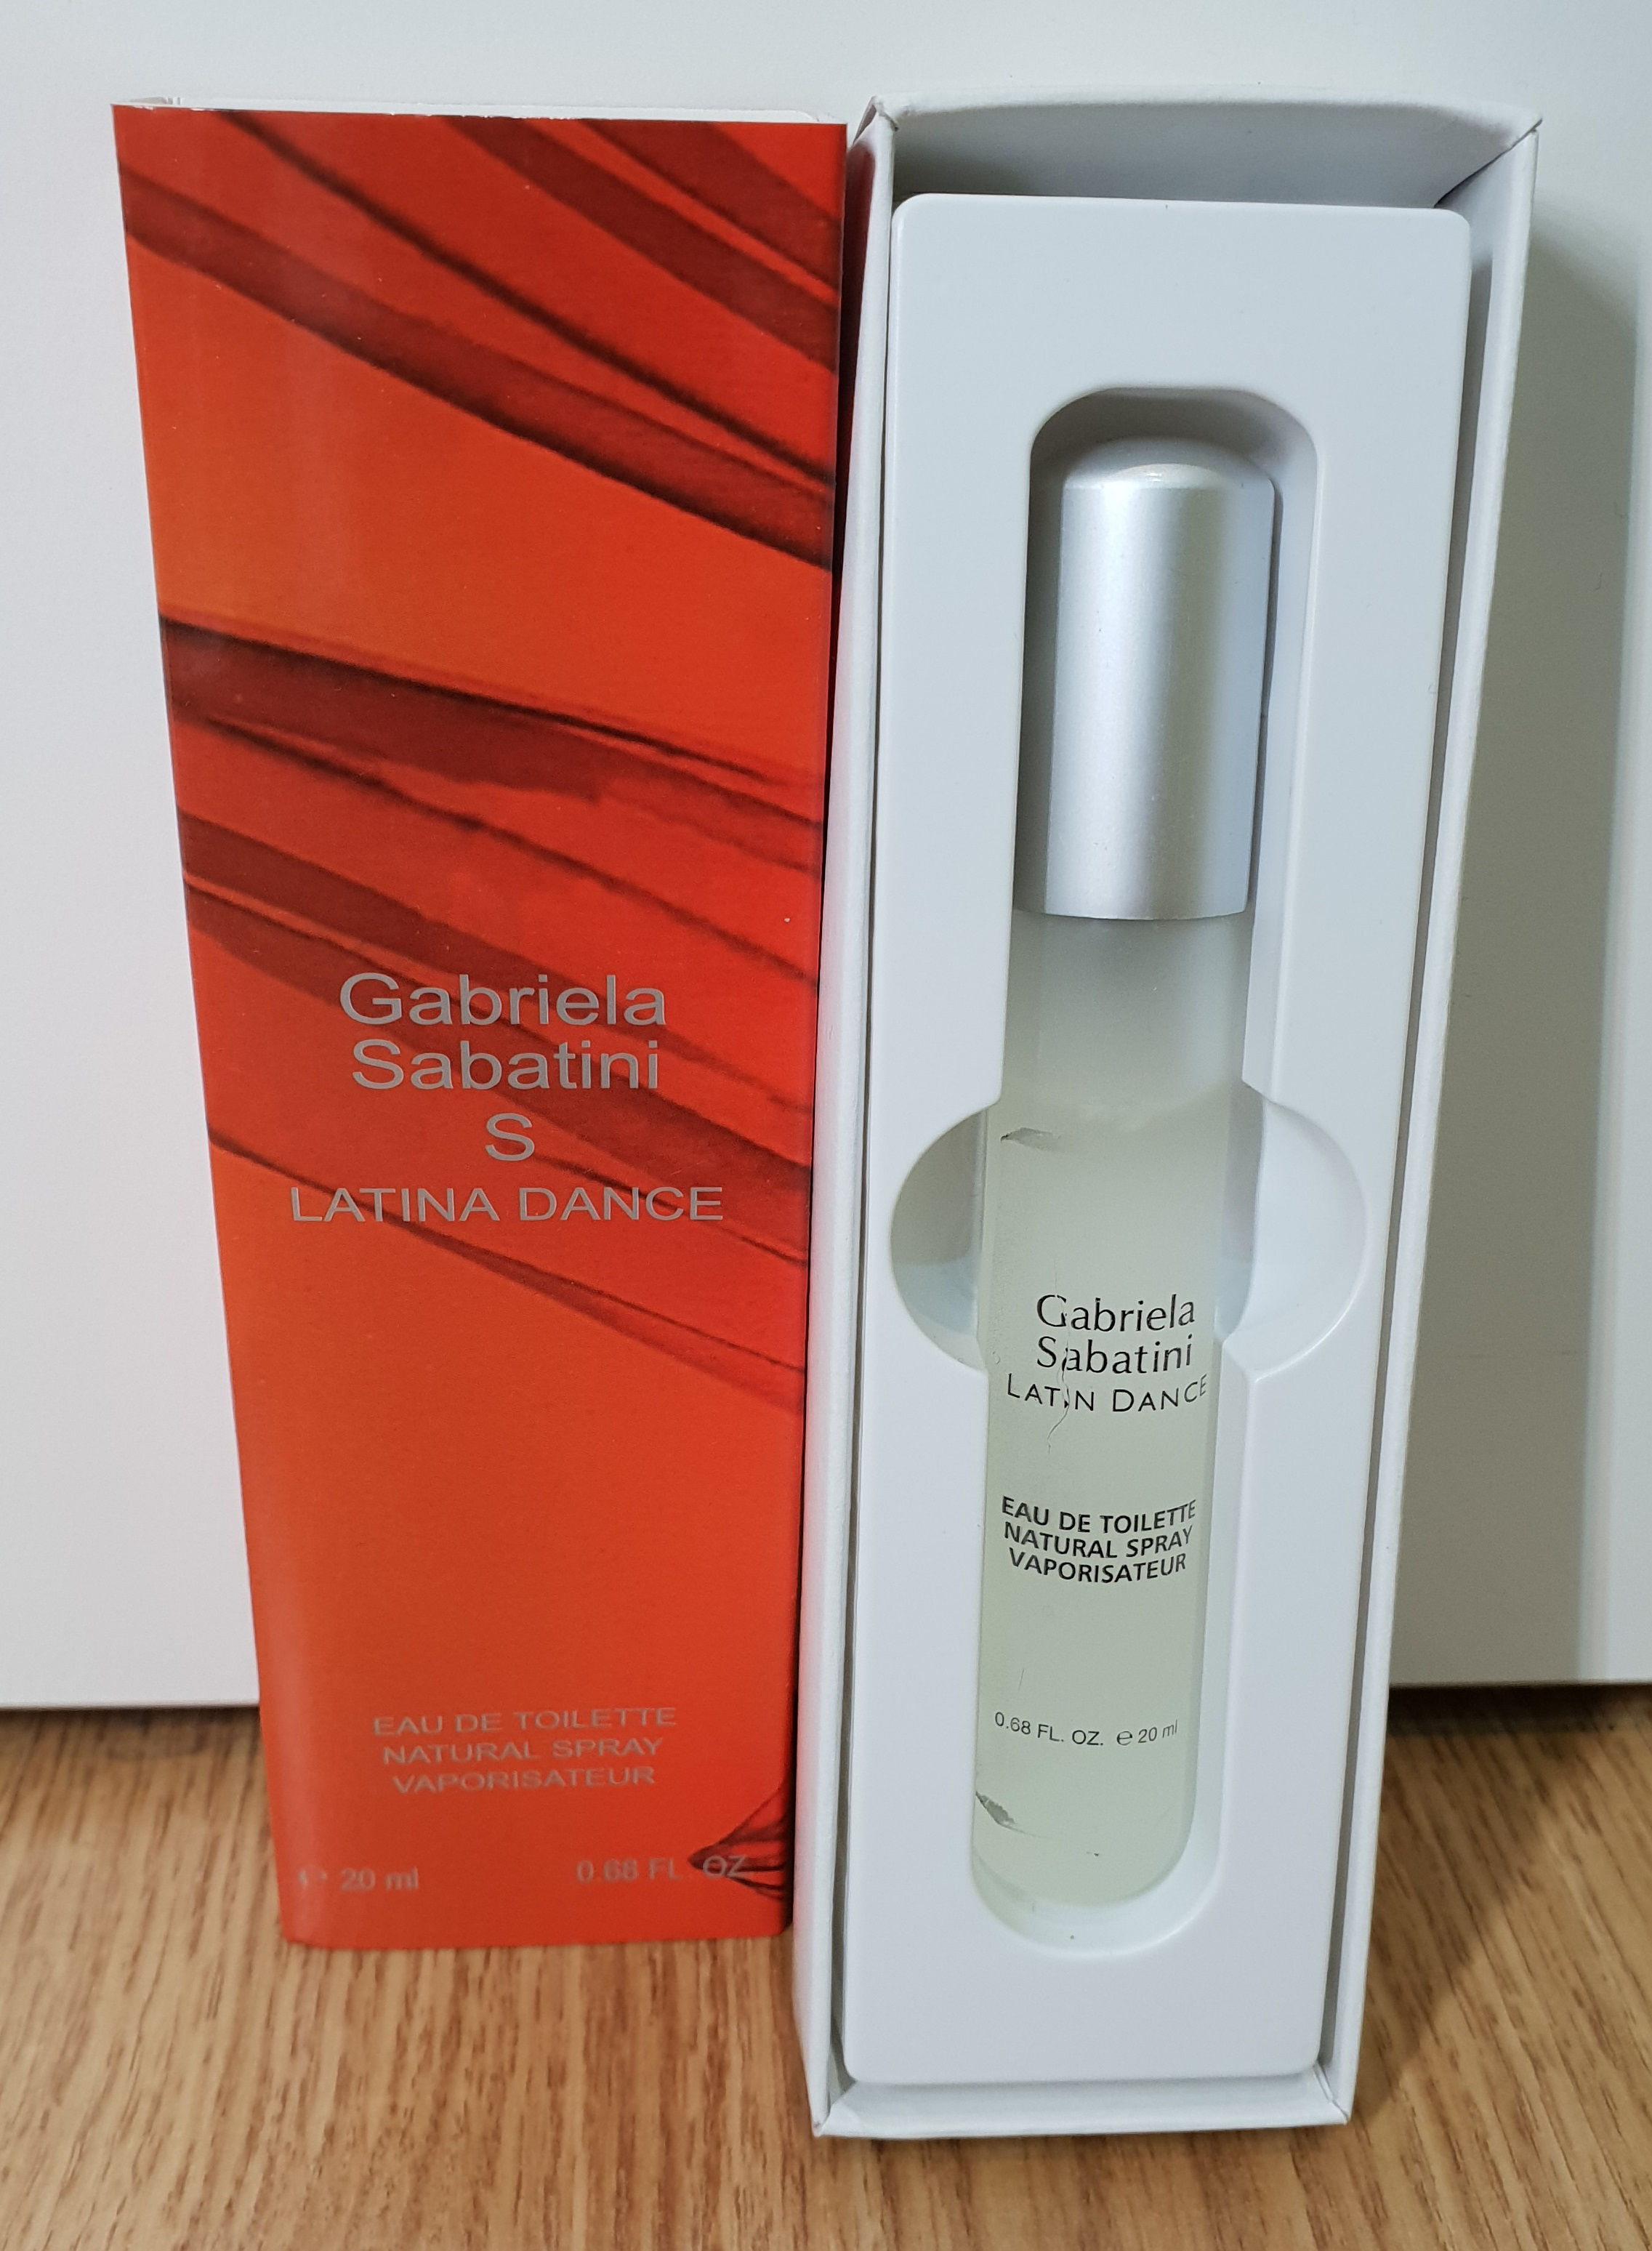 Gabriela
Sabatini
S
LATINA DANCE
EAU DE TOILETTE
NATURAL SPRAY
VAPORISATEUR
℮ 20 ml
0.68 FL. OZ.
Gabriela
Sabatini
LATIN DANCE
EAU DE TOILETTE
NATURAL SPRAY
VAPORISATEUR
0.68 FL. OZ. ℮ 20 ml